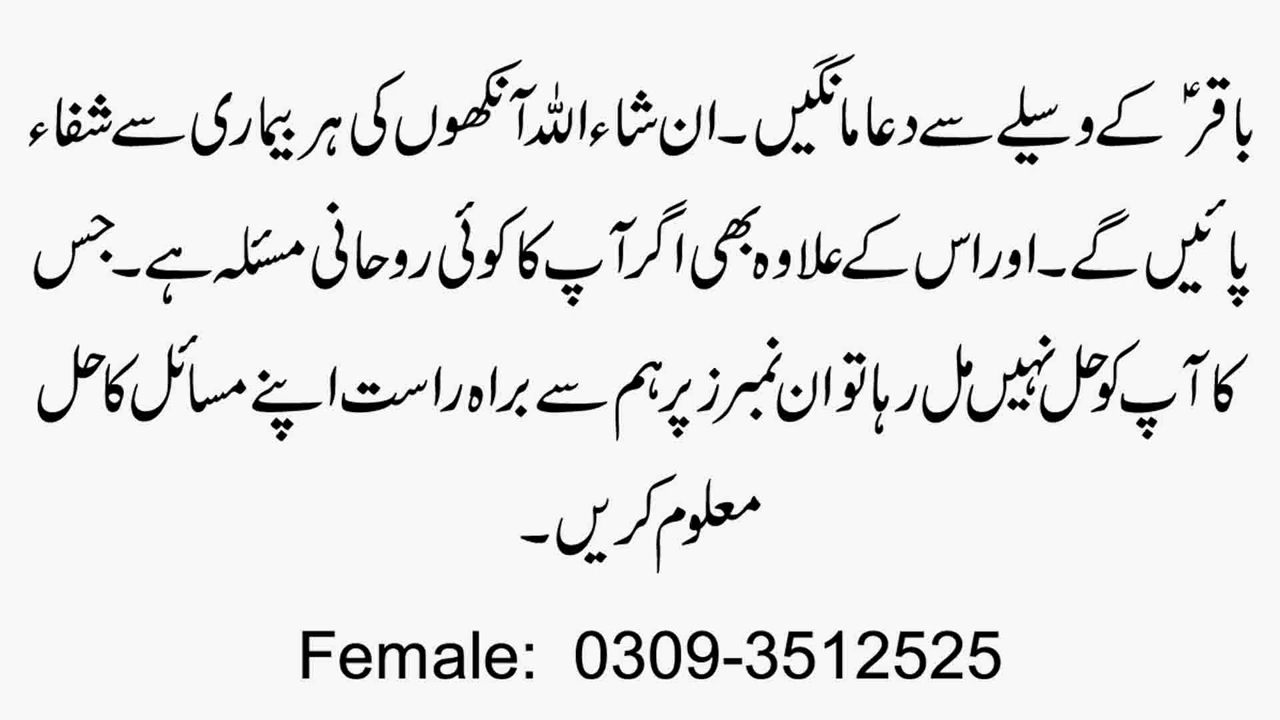 باقرؑ کے وسیلے سے دعا مانگیں۔ ان شاء اللہ آنکھوں کی ہر بیماری سے شفاء
پائیں گے۔ اور اس کے علاوہ بھی اگر آپ کا کوئی روحانی مسئلہ ہے۔ جس
کا آپ کو حل نہیں مل رہا تو ان نمبرز پر ہم سے براہ راست اپنے مسائل کا حل
معلوم کریں۔
Female: 0309-3512525